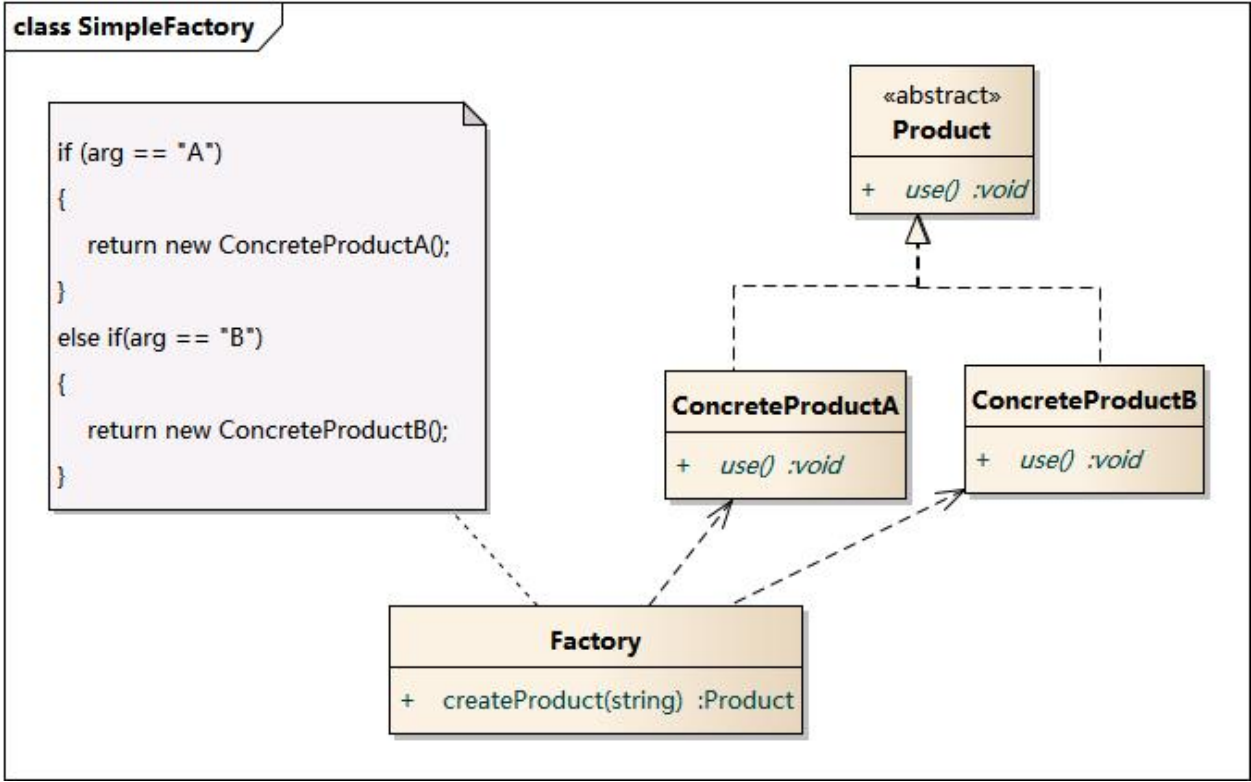 class SimpleFactory
if (arg == "A")
{
return new ConcreteProductA();
}
else if(arg == "B")
{
return new ConcreteProductB();
}
«abstract»
Product
+ use() :void
ConcreteProductA
+ use() :void
ConcreteProductB
+ use() :void
Factory
+ createProduct(string) :Product